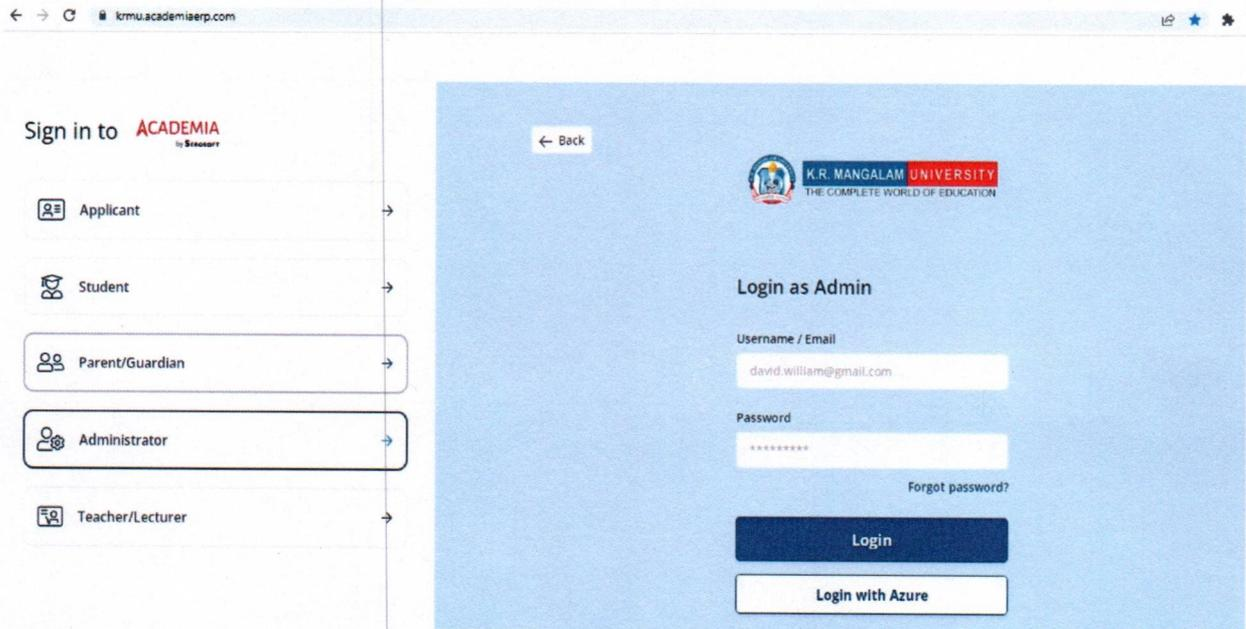 krmu.academiaerp.com
Sign in to ACADEMIA
by SEROSOFT
Applicant
Student
Parent/Guardian
Administrator
Teacher/Lecturer
← Back
K.R. MANGALAM UNIVERSITY
THE COMPLETE WORLD OF EDUCATION
Login as Admin
Username / Email
david.william@gmail.com
Password
*********
Forgot password?
Login
Login with Azure